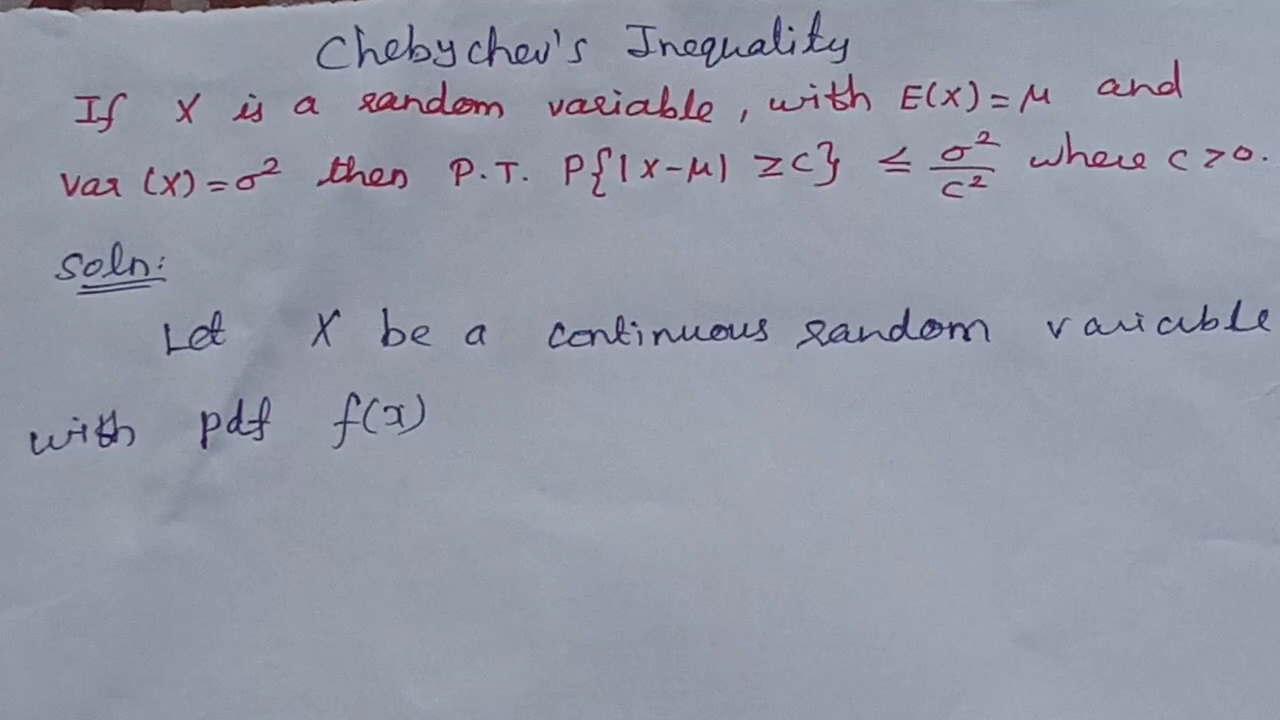 Chebychev's Inequality
If X is a random variable, with E(X) = μ and
var (X) = σ² then P.T. P{|X-μ| ≥ C} ≤ σ²/C² where C > 0.
Soln:
Let X be a continuous random variable
with pdf f(x)